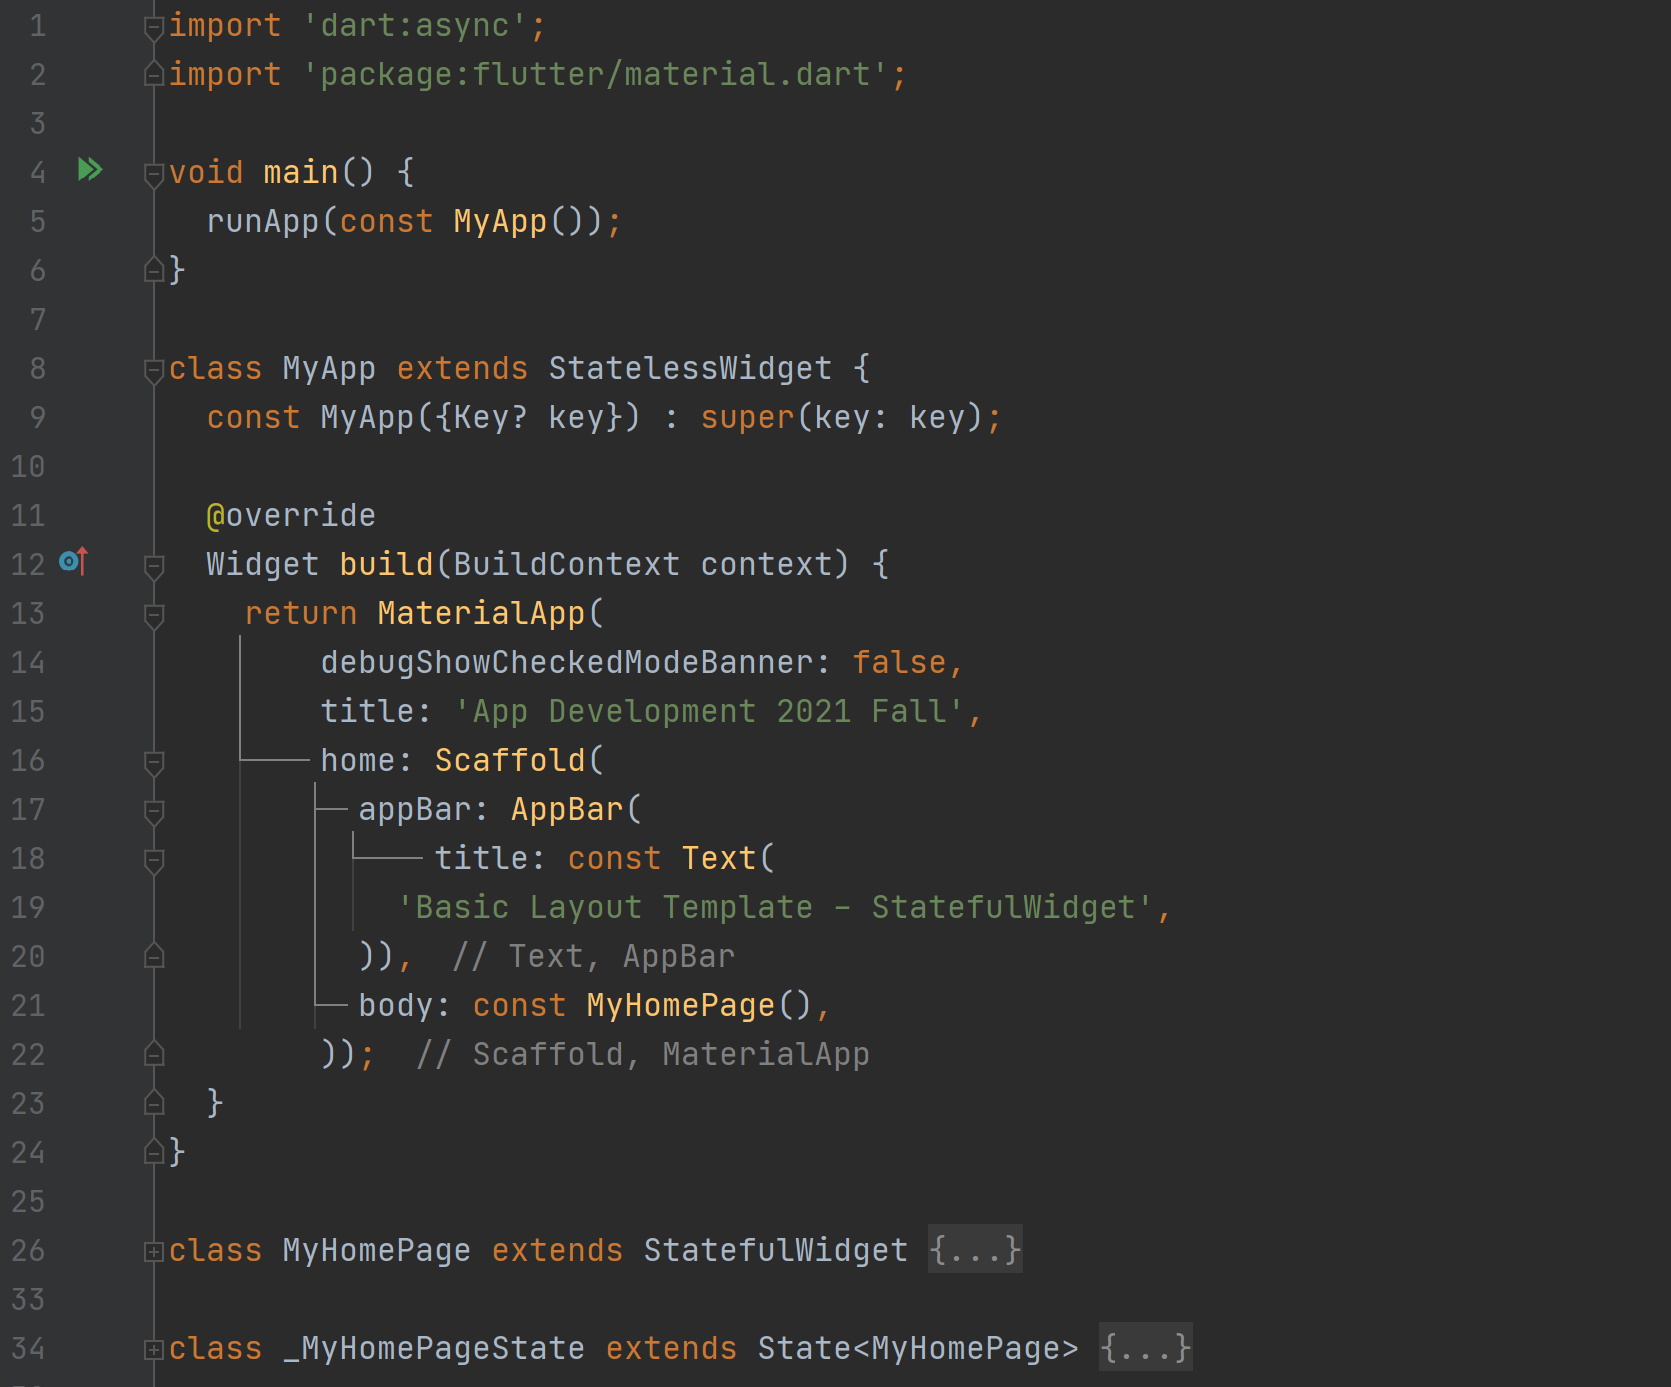 1 import 'dart:async';
2 import 'package:flutter/material.dart';
3
4 void main() {
5 runApp(const MyApp());
6 }
7
8 class MyApp extends StatelessWidget {
9 const MyApp({Key? key}) : super(key: key);
10
11 @override
12 Widget build(BuildContext context) {
13 return MaterialApp(
14 debugShowCheckedModeBanner: false,
15 title: 'App Development 2021 Fall',
16 home: Scaffold(
17 appBar: AppBar(
18 title: const Text(
19 'Basic Layout Template - StatefulWidget',
20 )), // Text, AppBar
21 body: const MyHomePage(),
22 )); // Scaffold, MaterialApp
23 }
24 }
25
26 class MyHomePage extends StatefulWidget {...}
33
34 class _MyHomePageState extends State<MyHomePage> {...}